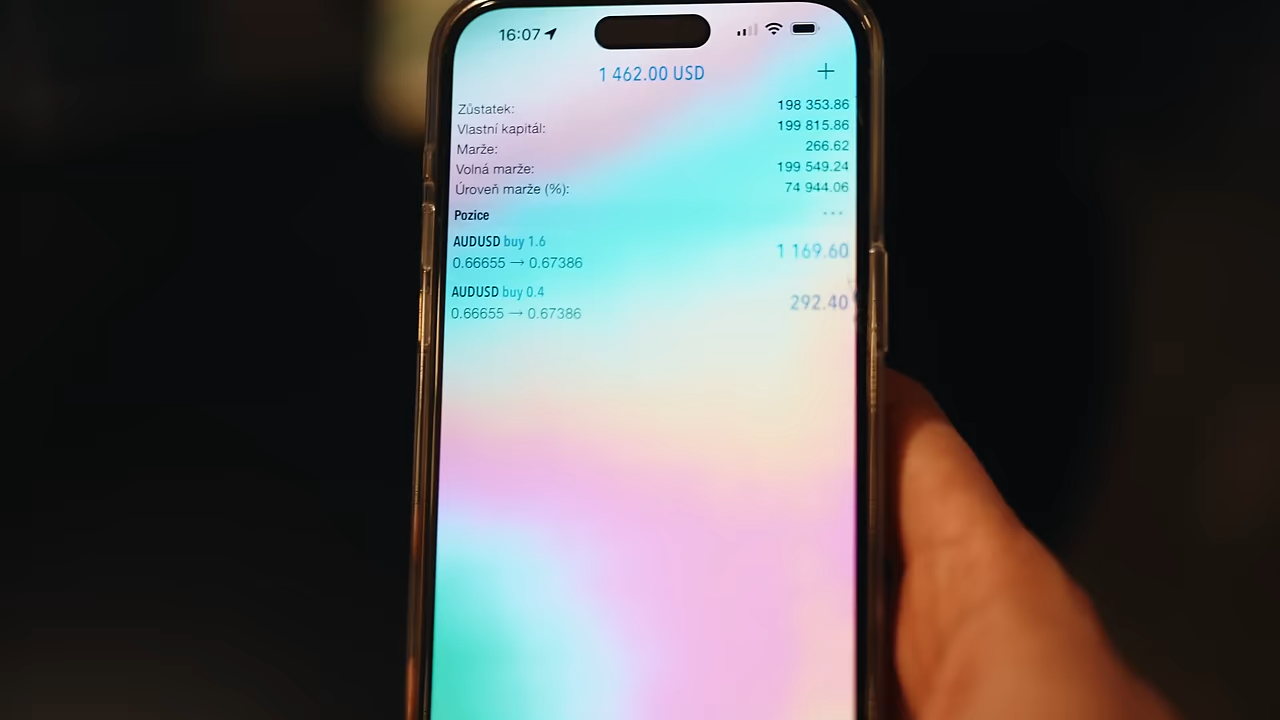 16:07
1 462.00 USD
Zůstatek: 198 353.86
Vlastní kapitál: 199 815.86
Marže: 266.62
Volná marže: 199 549.24
Úroveň marže (%): 74 944.06
Pozice
AUDUSD buy 1.6
0.66655 → 0.67386 1 169.60
AUDUSD buy 0.4
0.66655 → 0.67386 292.40